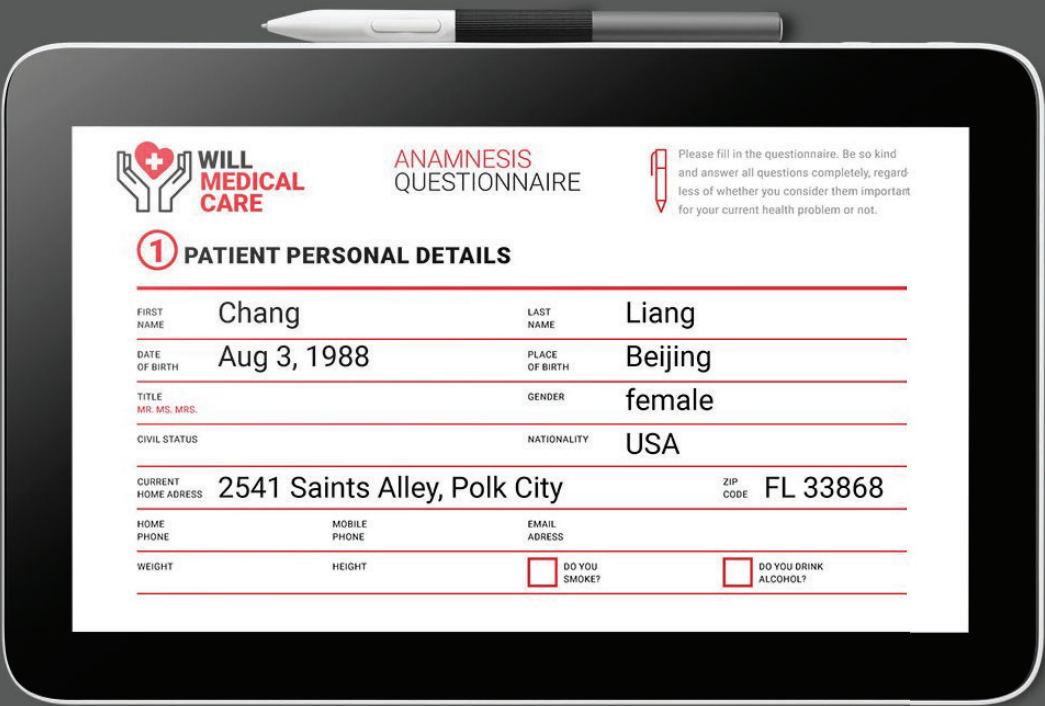 WILL
MEDICAL
CARE
ANAMNESIS
QUESTIONNAIRE
Please fill in the questionnaire. Be so kind
and answer all questions completely, regard-
less of whether you consider them important
for your current health problem or not.
1 PATIENT PERSONAL DETAILS
FIRST NAME Chang LAST NAME Liang
DATE OF BIRTH Aug 3, 1988 PLACE OF BIRTH Beijing
TITLE MR. MS. MRS. GENDER female
CIVIL STATUS NATIONALITY USA
CURRENT HOME ADRESS 2541 Saints Alley, Polk City ZIP CODE FL 33868
HOME PHONE MOBILE PHONE EMAIL ADRESS
WEIGHT HEIGHT DO YOU SMOKE? DO YOU DRINK ALCOHOL?